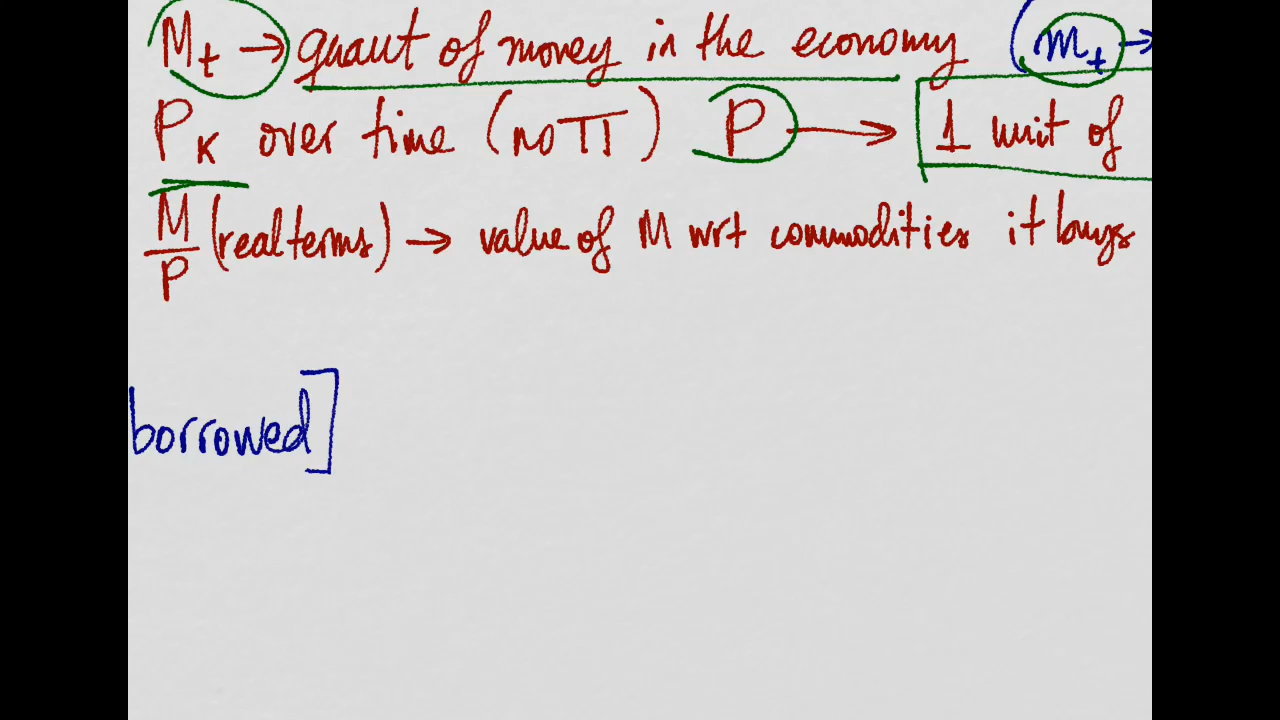 Mt → quant of money in the economy (mt →
PK over time (no π) P → 1 unit of
M/P (real terms) → value of M wrt commodities it buys
borrowed]